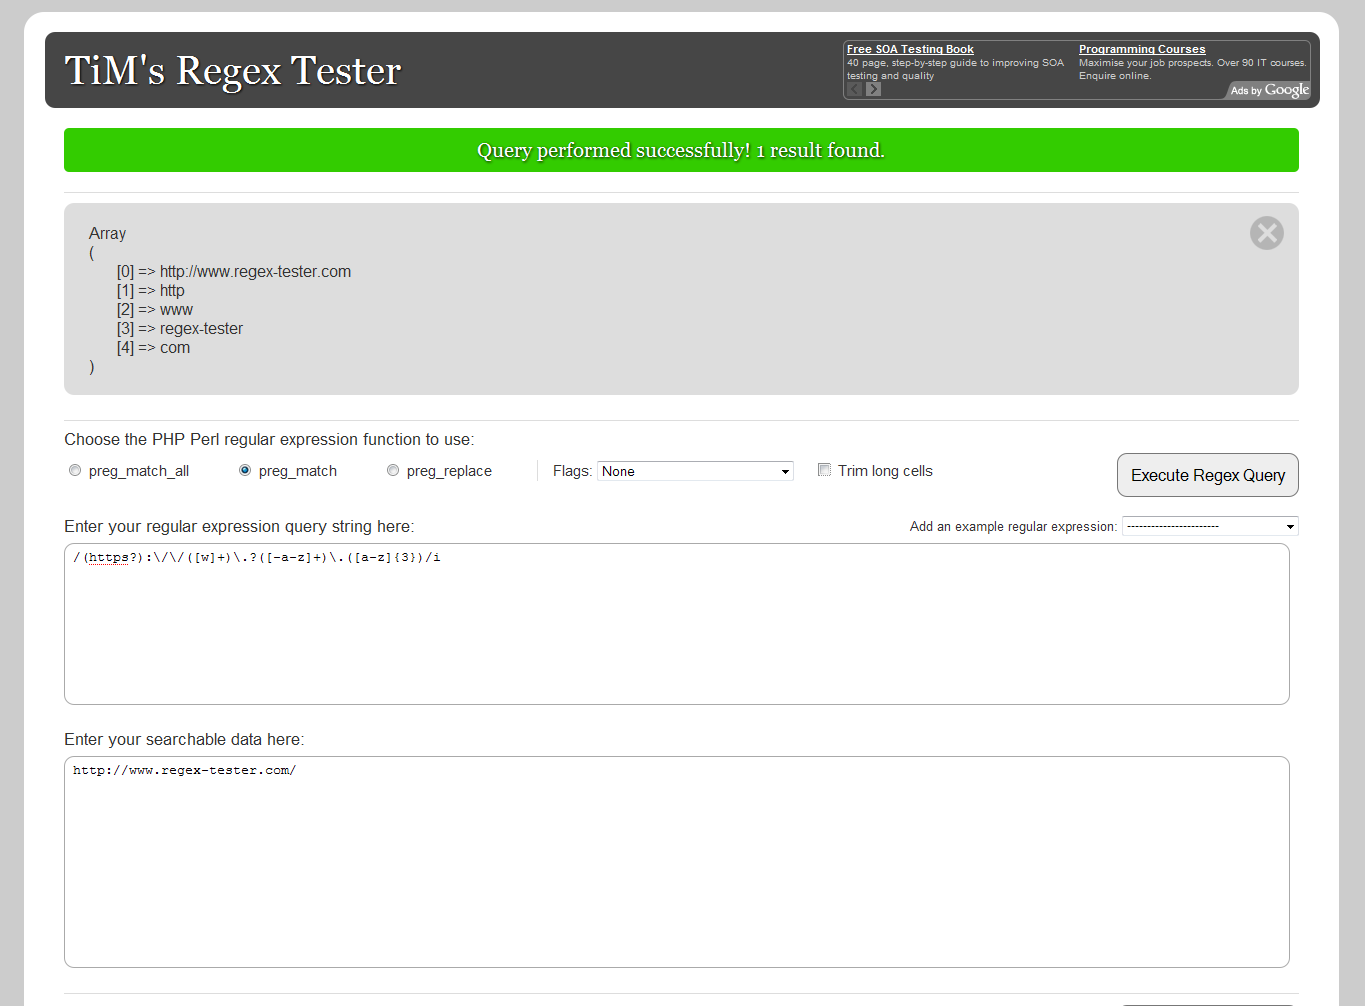 TiM's Regex Tester
Free SOA Testing Book
40 page, step-by-step guide to improving SOA
testing and quality
Programming Courses
Maximise your job prospects. Over 90 IT courses.
Enquire online.
Ads by Google
Query performed successfully! 1 result found.
Array
(
[0] => http://www.regex-tester.com
[1] => http
[2] => www
[3] => regex-tester
[4] => com
)
Choose the PHP Perl regular expression function to use:
preg_match_all preg_match preg_replace Flags: None Trim long cells
Execute Regex Query
Enter your regular expression query string here:
Add an example regular expression: -----------------------
/(https?):\/\/([w]+)\.?([-a-z]+)\.([a-z]{3})/i
Enter your searchable data here:
http://www.regex-tester.com/